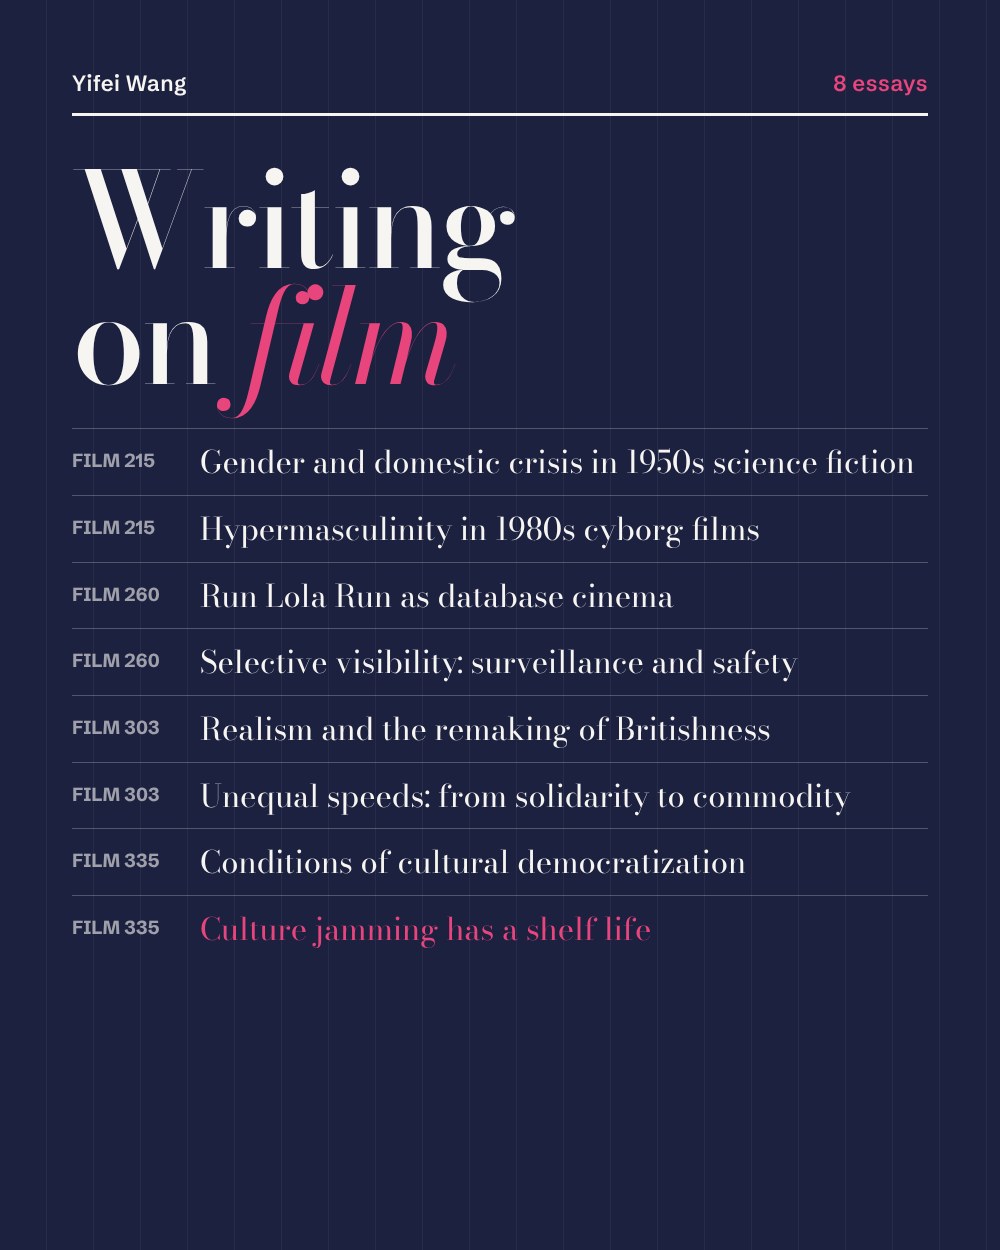 Yifei Wang
8 essays
Writing
on film
FILM 215 Gender and domestic crisis in 1950s science fiction
FILM 215 Hypermasculinity in 1980s cyborg films
FILM 260 Run Lola Run as database cinema
FILM 260 Selective visibility: surveillance and safety
FILM 303 Realism and the remaking of Britishness
FILM 303 Unequal speeds: from solidarity to commodity
FILM 335 Conditions of cultural democratization
FILM 335 Culture jamming has a shelf life